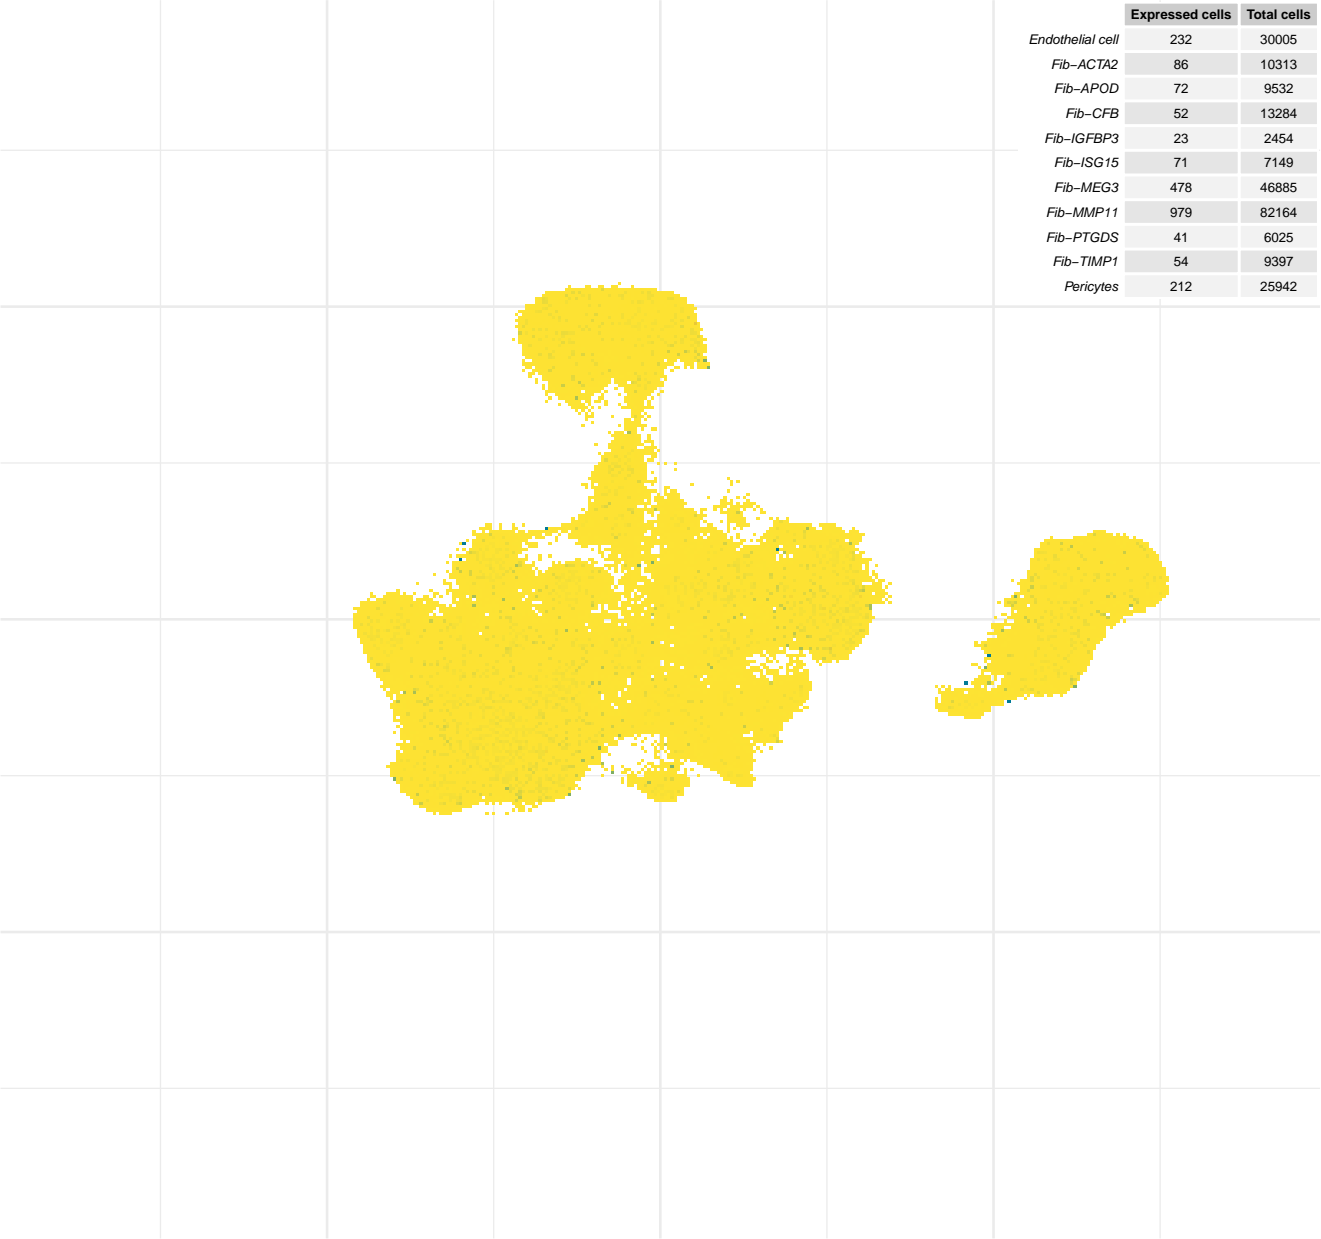 Expressed cells Total cells
Endothelial cell 232 30005
Fib−ACTA2 86 10313
Fib−APOD 72 9532
Fib−CFB 52 13284
Fib−IGFBP3 23 2454
Fib−ISG15 71 7149
Fib−MEG3 478 46885
Fib−MMP11 979 82164
Fib−PTGDS 41 6025
Fib−TIMP1 54 9397
Pericytes 212 25942